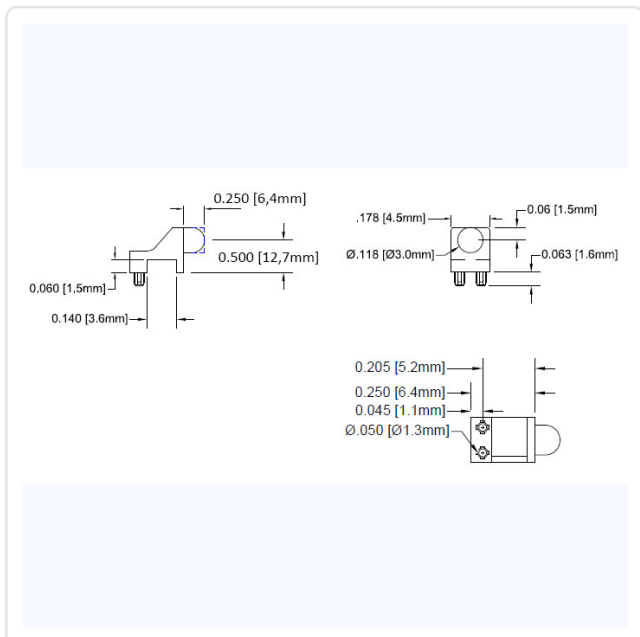 0.250 [6,4mm]
0.500 [12,7mm]
0.060 [1.5mm]
0.140 [3.6mm]
.178 [4.5mm]
0.06 [1.5mm]
Ø.118 [Ø3.0mm]
0.063 [1.6mm]
0.205 [5.2mm]
0.250 [6.4mm]
0.045 [1.1mm]
Ø.050 [Ø1.3mm]